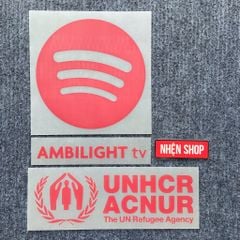 AMBILIGHT tv
NHỆN SHOP
UNHCR
ACNUR
The UN Refugee Agency